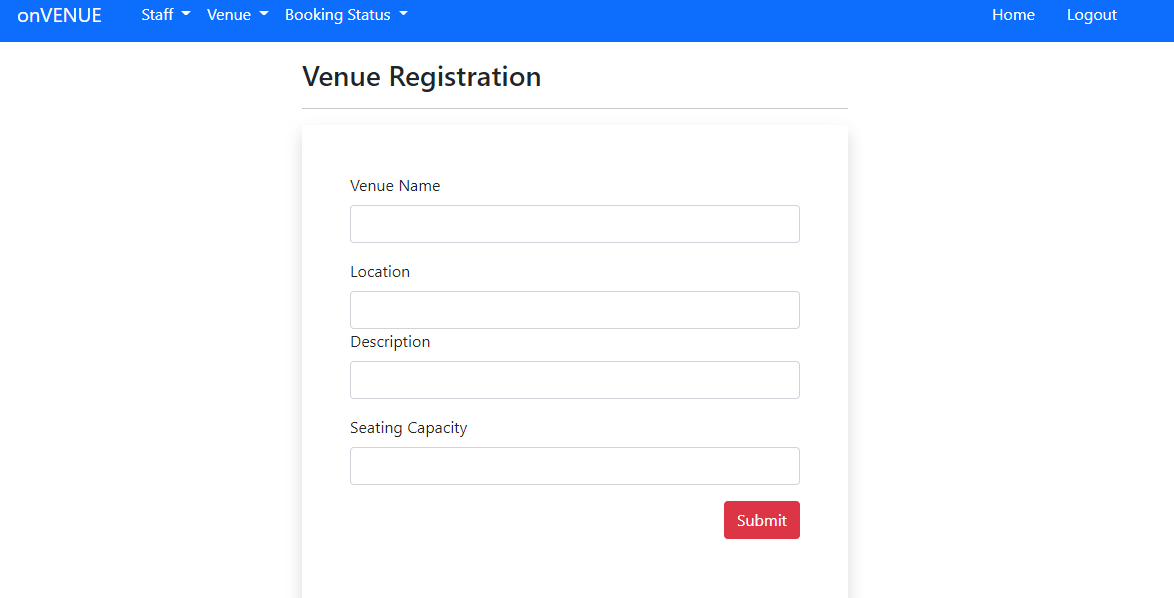 onVENUE Staff Venue Booking Status Home Logout
Venue Registration
Venue Name
Location
Description
Seating Capacity
Submit